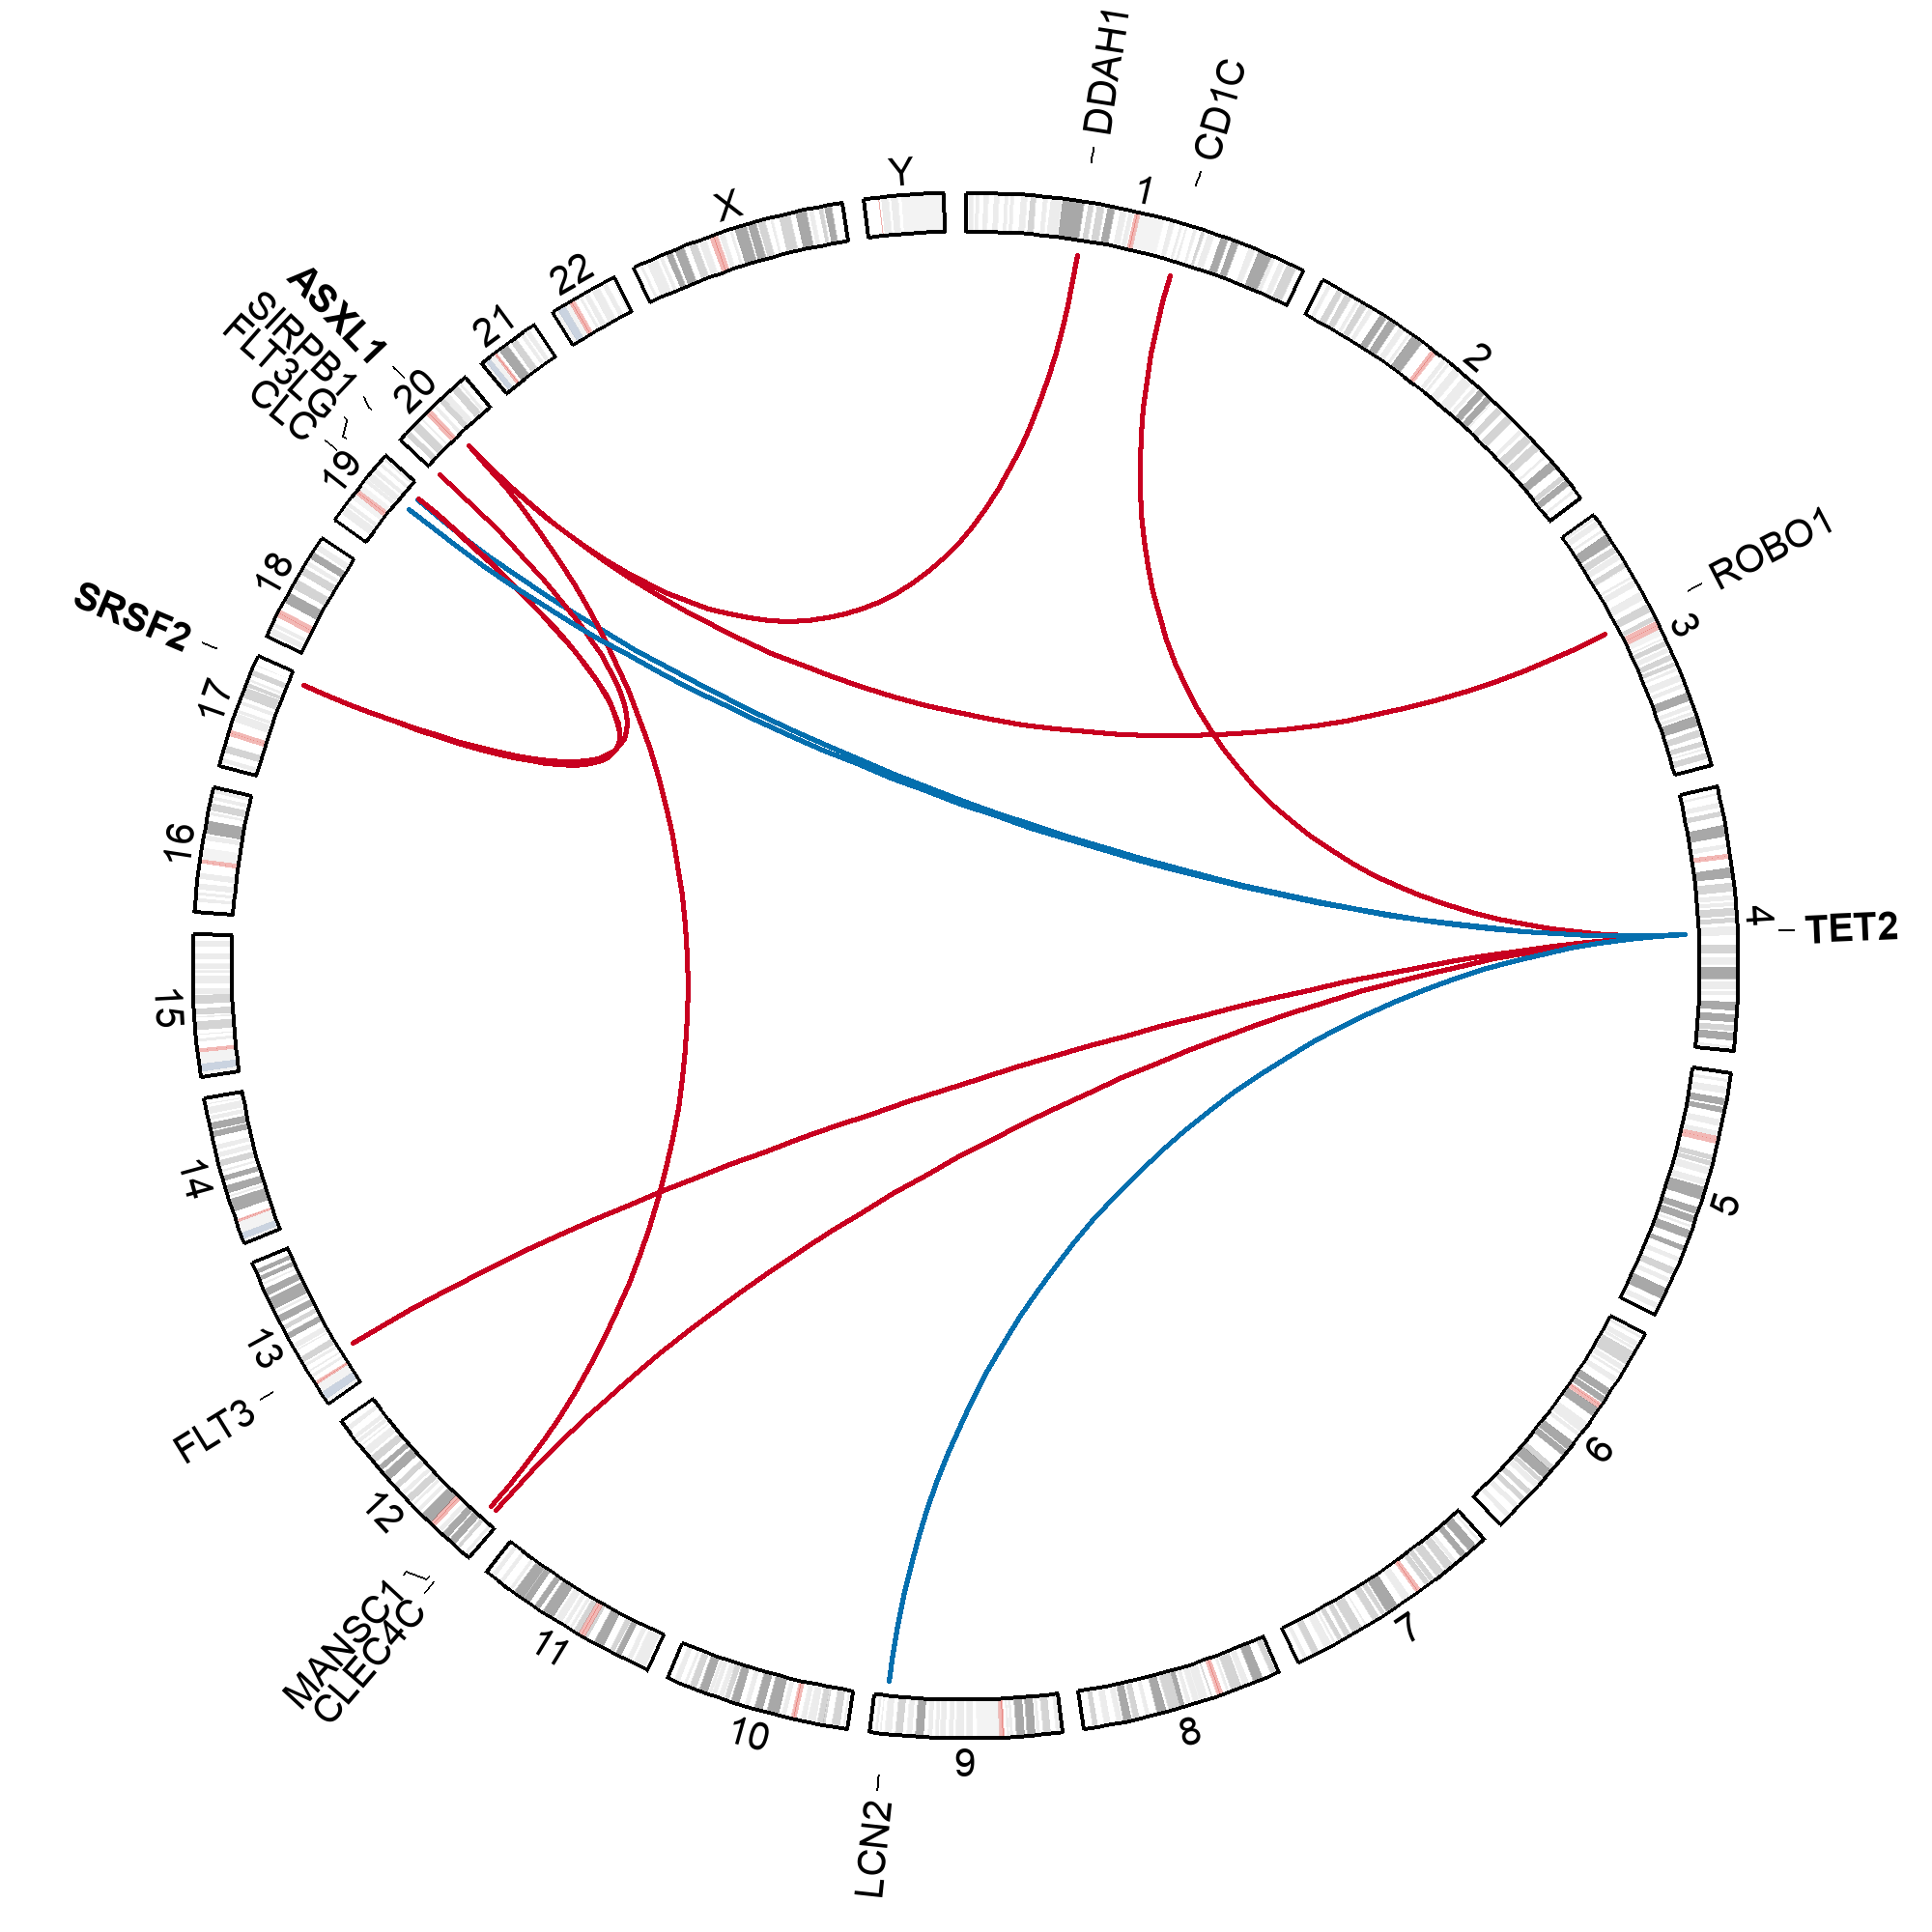 DDAH1
CD1C
1
2
ROBO1
3
4
TET2
5
6
7
8
9
LCN2
10
11
CLEC4C
MANSC1
12
FLT3
13
14
15
16
17
SRSF2
18
19
CLC
FLT3LG
SIRPB1
ASXL1
20
21
22
X
Y